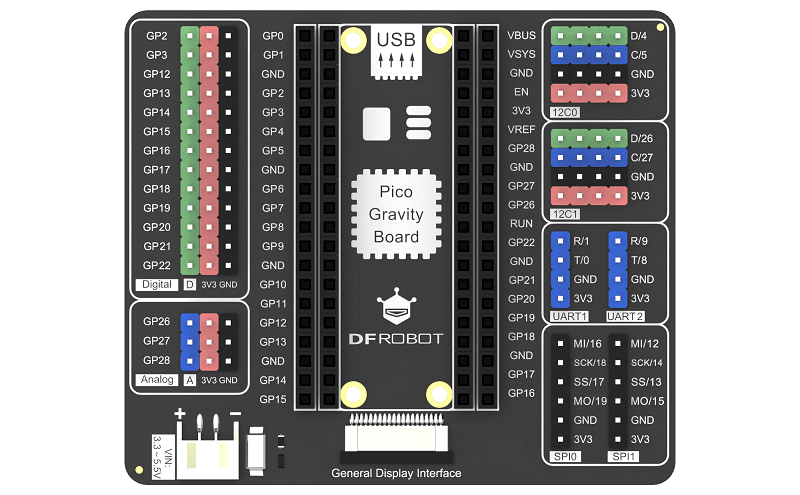 GP2
GP3
GP12
GP13
GP14
GP15
GP16
GP17
GP18
GP19
GP20
GP21
GP22
Digital D 3V3 GND
GP26
GP27
GP28
Analog A 3V3 GND
+ −
VIN:
3.3~5.5V
GP0
GP1
GND
GP2
GP3
GP4
GP5
GND
GP6
GP7
GP8
GP9
GND
GP10
GP11
GP12
GP13
GND
GP14
GP15
USB
Pico
Gravity
Board
DFROBOT
General Display Interface
VBUS
VSYS
GND
EN
3V3
VREF
GP28
GND
GP27
GP26
RUN
GP22
GND
GP21
GP20
GP19
GP18
GND
GP17
GP16
D/4
C/5
GND
3V3
12C0
D/26
C/27
GND
3V3
12C1
R/1
T/0
GND
3V3
UART1
R/9
T/8
GND
3V3
UART2
MI/16
SCK/18
SS/17
MO/19
GND
3V3
SPI0
MI/12
SCK/14
SS/13
MO/15
GND
3V3
SPI1